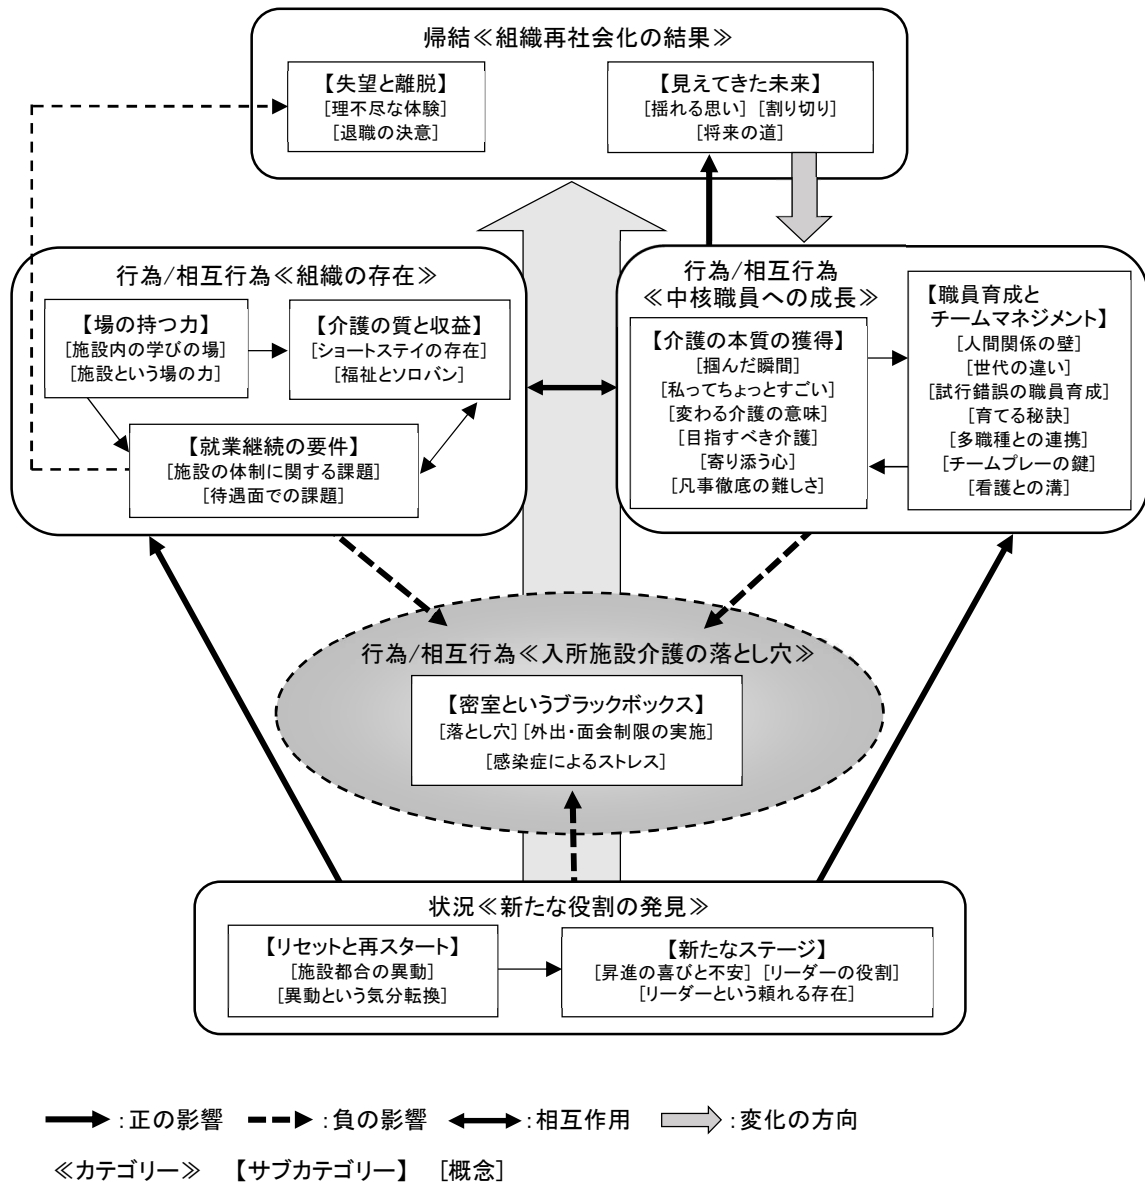 帰結≪組織再社会化の結果≫
【失望と離脱】
[理不尽な体験]
[退職の決意]
【見えてきた未来】
[揺れる思い] [割り切り]
[将来の道]
行為/相互行為≪組織の存在≫
【場の持つ力】
[施設内の学びの場]
[施設という場の力]
【介護の質と収益】
[ショートステイの存在]
[福祉とソロバン]
【就業継続の要件】
[施設の体制に関する課題]
[待遇面での課題]
行為/相互行為
≪中核職員への成長≫
【介護の本質の獲得】
[掴んだ瞬間]
[私ってちょっとすごい]
[変わる介護の意味]
[目指すべき介護]
[寄り添う心]
[凡事徹底の難しさ]
【職員育成と
チームマネジメント】
[人間関係の壁]
[世代の違い]
[試行錯誤の職員育成]
[育てる秘訣]
[多職種との連携]
[チームプレーの鍵]
[看護との溝]
行為/相互行為≪入所施設介護の落とし穴≫
【密室というブラックボックス】
[落とし穴] [外出・面会制限の実施]
[感染症によるストレス]
状況≪新たな役割の発見≫
【リセットと再スタート】
[施設都合の異動]
[異動という気分転換]
【新たなステージ】
[昇進の喜びと不安] [リーダーの役割]
[リーダーという頼れる存在]
:正の影響 :負の影響 :相互作用 :変化の方向
≪カテゴリー≫ 【サブカテゴリー】 [概念]